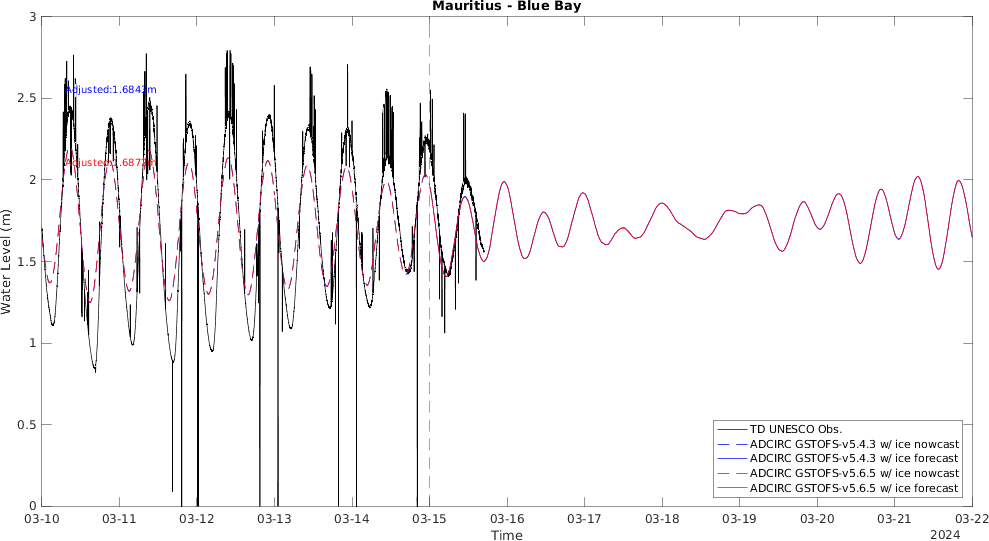 Mauritius - Blue Bay
3
2.5
2
1.5
1
0.5
0
Water Level (m)
Adjusted:1.6842m
03-10 03-11 03-12 03-13 03-14 03-15 03-16 03-17 03-18 03-19 03-20 03-21 03-22
2024
Time
TD UNESCO Obs.
ADCIRC GSTOFS-v5.4.3 w/ ice nowcast
ADCIRC GSTOFS-v5.4.3 w/ ice forecast
ADCIRC GSTOFS-v5.6.5 w/ ice nowcast
ADCIRC GSTOFS-v5.6.5 w/ ice forecast